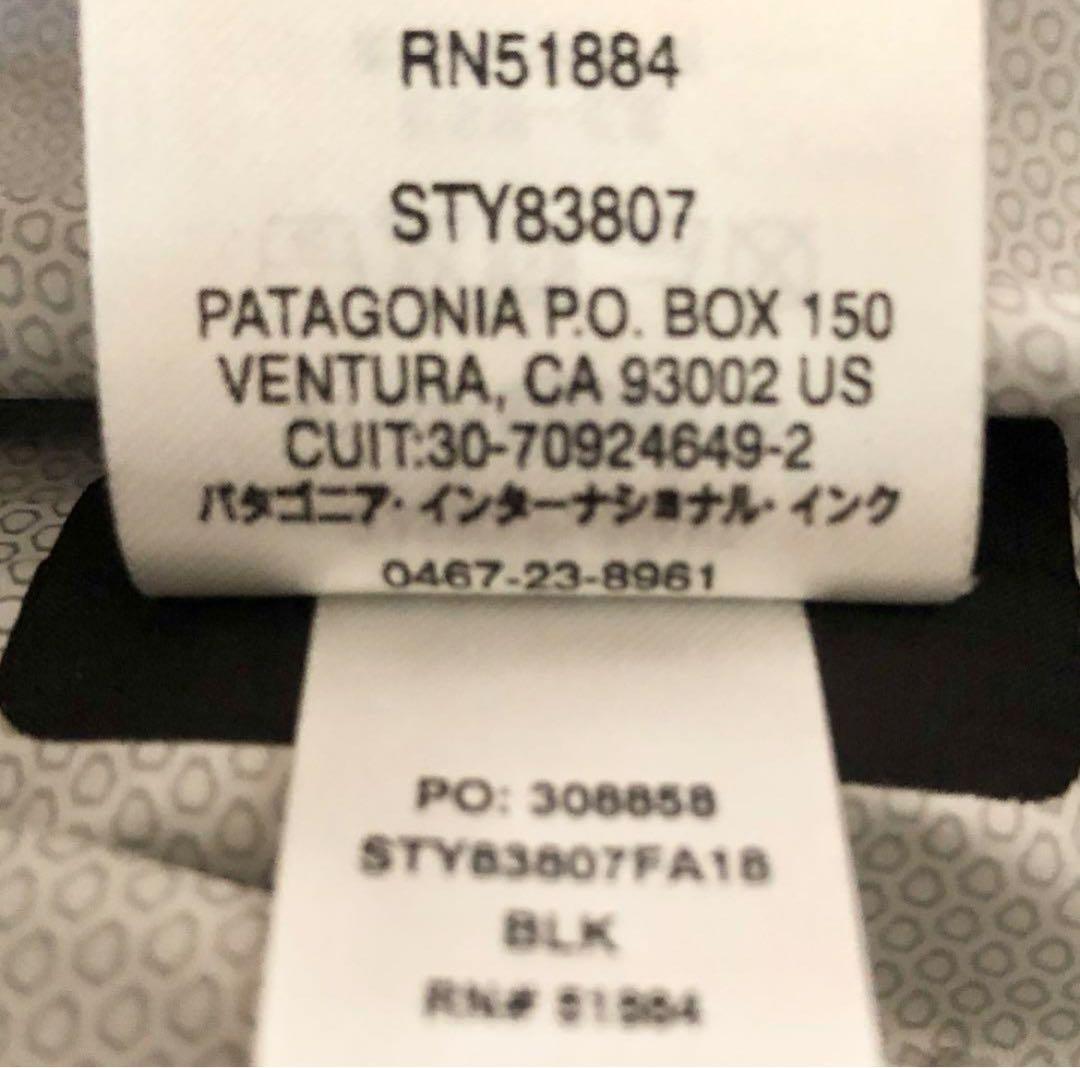 RN51884
STY83807
PATAGONIA P.O. BOX 150
VENTURA, CA 93002 US
CUIT:30-70924649-2
パタゴニア・インターナショナル・インク
0467-23-8961
PO: 308858
STY83807FA18
BLK
RN# 51884